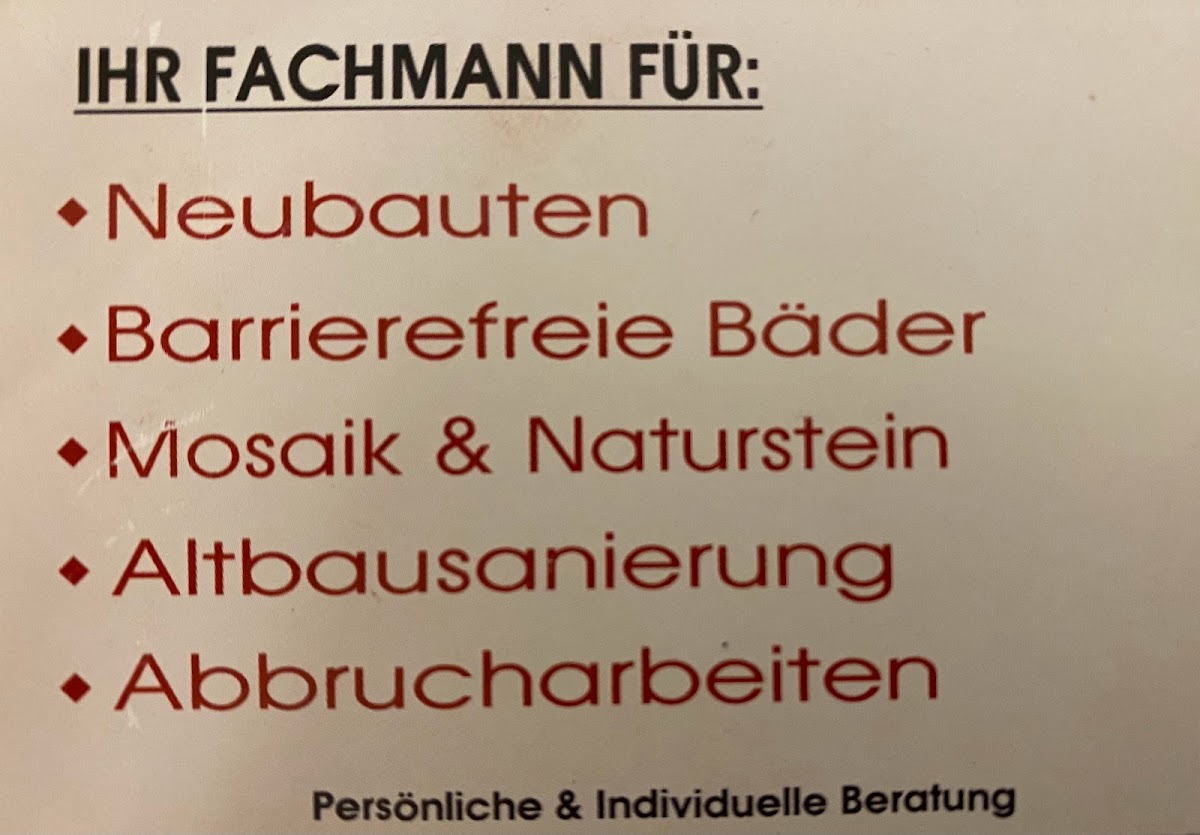 IHR FACHMANN FÜR:
◆ Neubauten
◆ Barrierefreie Bäder
◆ Mosaik & Naturstein
◆ Altbausanierung
◆ Abbrucharbeiten
Persönliche & Individuelle Beratung